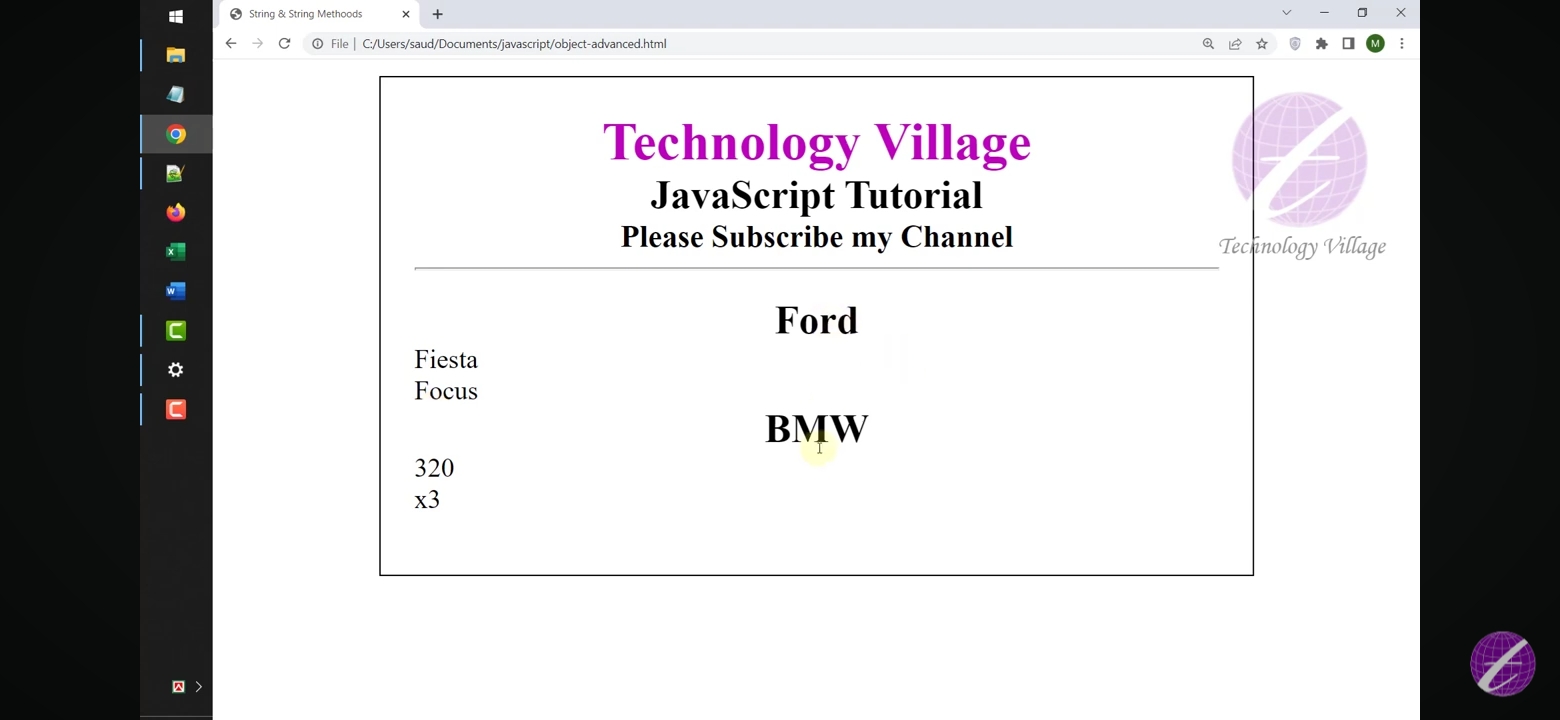 String & String Methoods
File
C:/Users/saud/Documents/javascript/object-advanced.html
M
Technology Village
JavaScript Tutorial
Please Subscribe my Channel
Technology Village
Ford
Fiesta
Focus
BMW
320
x3